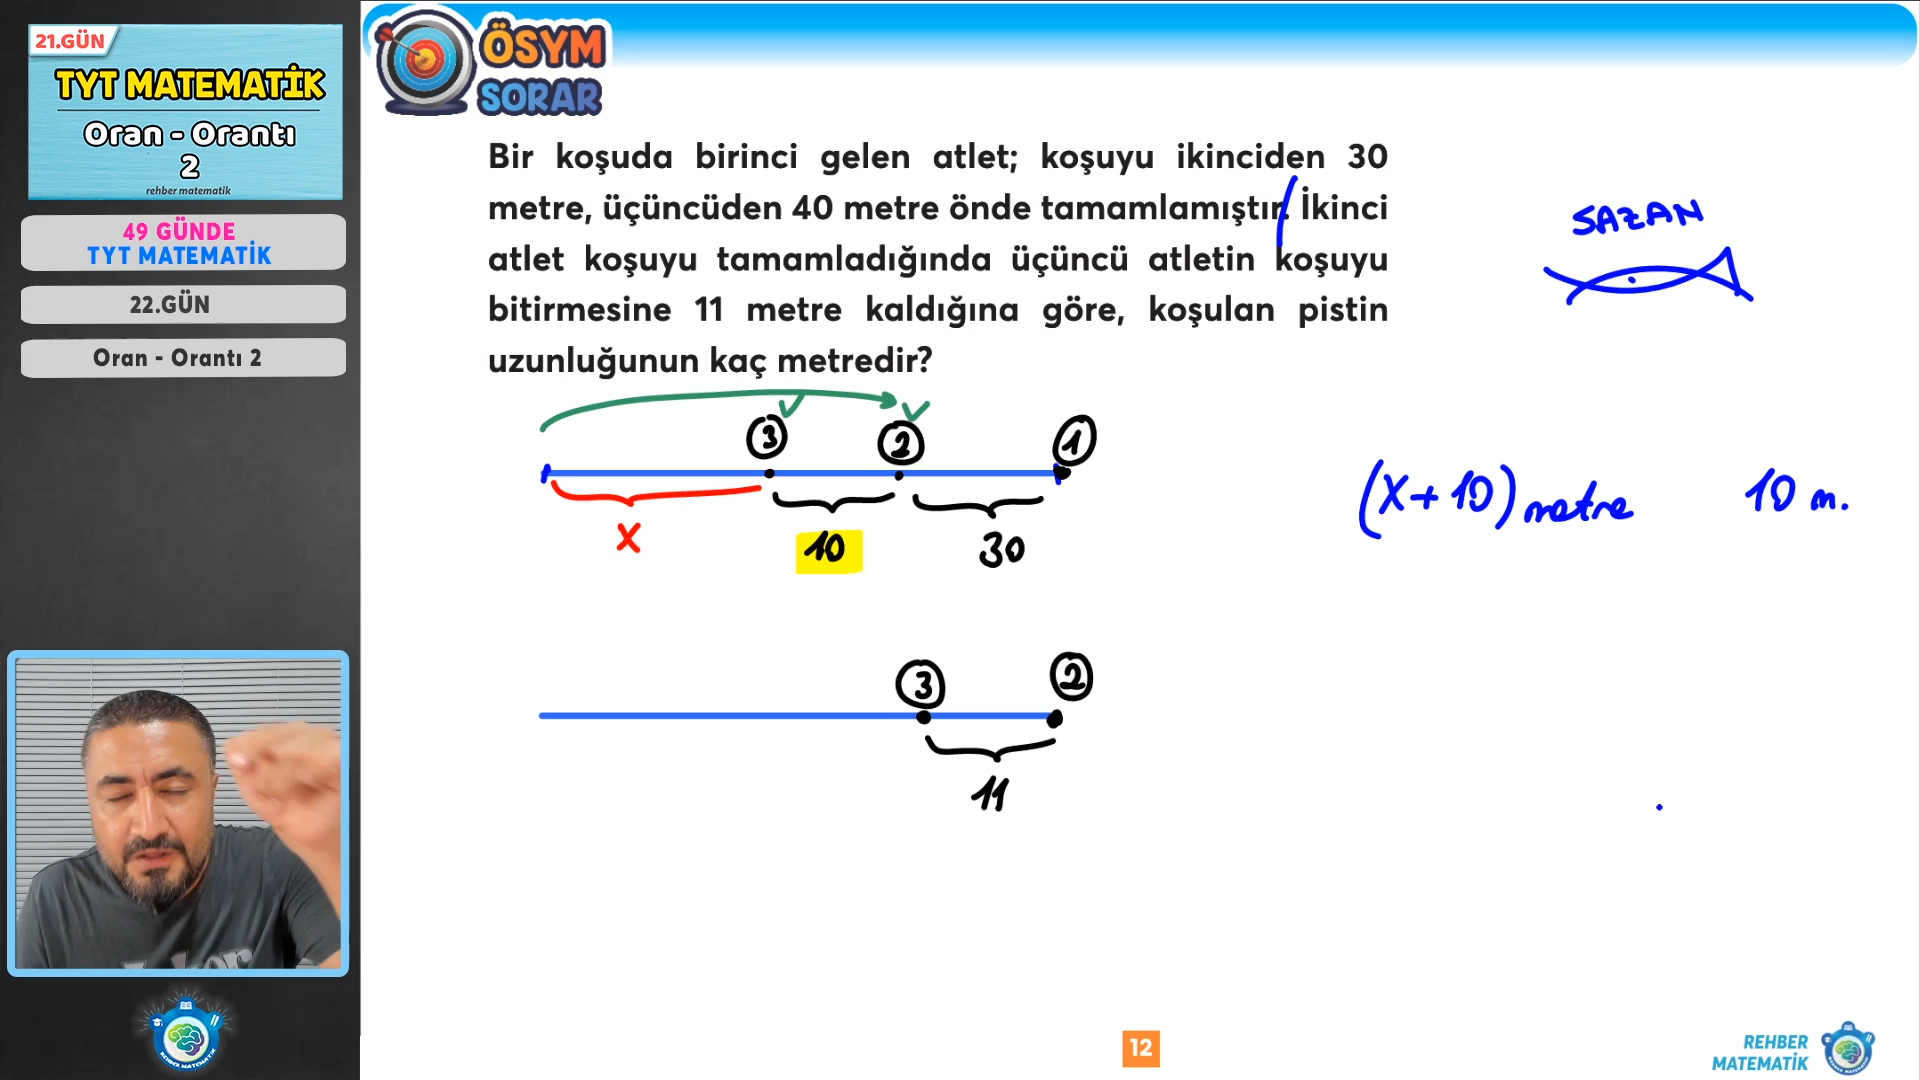 21.GÜN
TYT MATEMATİK
Oran - Orantı
2
rehber matematik
49 GÜNDE
TYT MATEMATİK
22.GÜN
Oran - Orantı 2
ÖSYM
SORAR
Bir koşuda birinci gelen atlet; koşuyu ikinciden 30
metre, üçüncüden 40 metre önde tamamlamıştır. İkinci
atlet koşuyu tamamladığında üçüncü atletin koşuyu
bitirmesine 11 metre kaldığına göre, koşulan pistin
uzunluğunun kaç metredir?
SAZAN
3 2 1
x 10 30
(x+10) metre 10 m.
3 2
11
12
REHBER
MATEMATİK
REHBER MATEMATİK